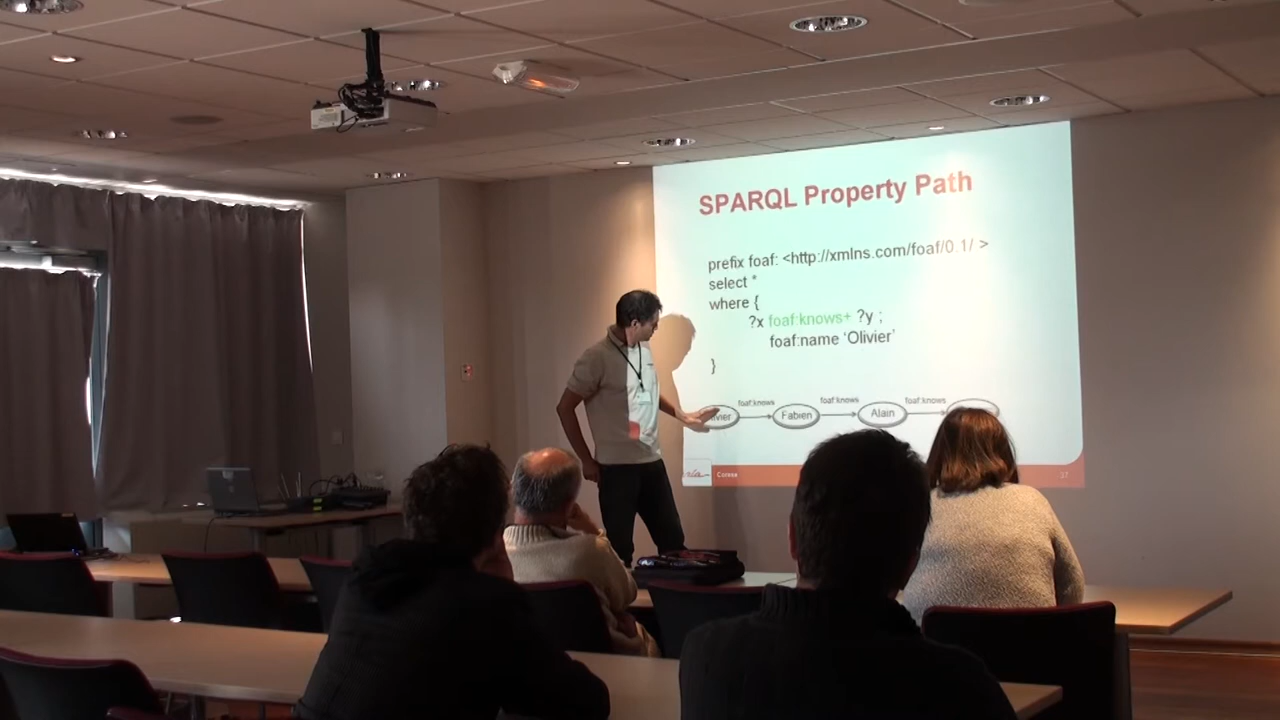 SPARQL Property Path
prefix foaf: <http://xmlns.com/foaf/0.1/ >
select *
where {
?x foaf:knows+ ?y ;
foaf:name ‘Olivier’
}
foaf:knows foaf:knows foaf:knows
Fabien Alain
Corese 37